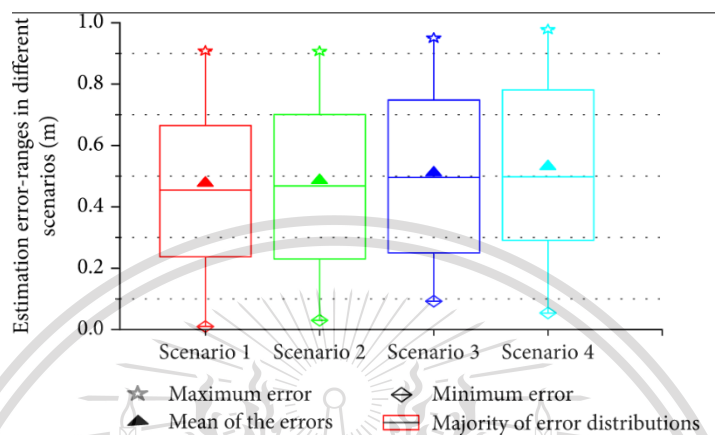 Estimation error-ranges in different
scenarios (m)
1.0
0.8
0.6
0.4
0.2
0.0
Scenario 1 Scenario 2 Scenario 3 Scenario 4
Maximum error Minimum error
Mean of the errors Majority of error distributions